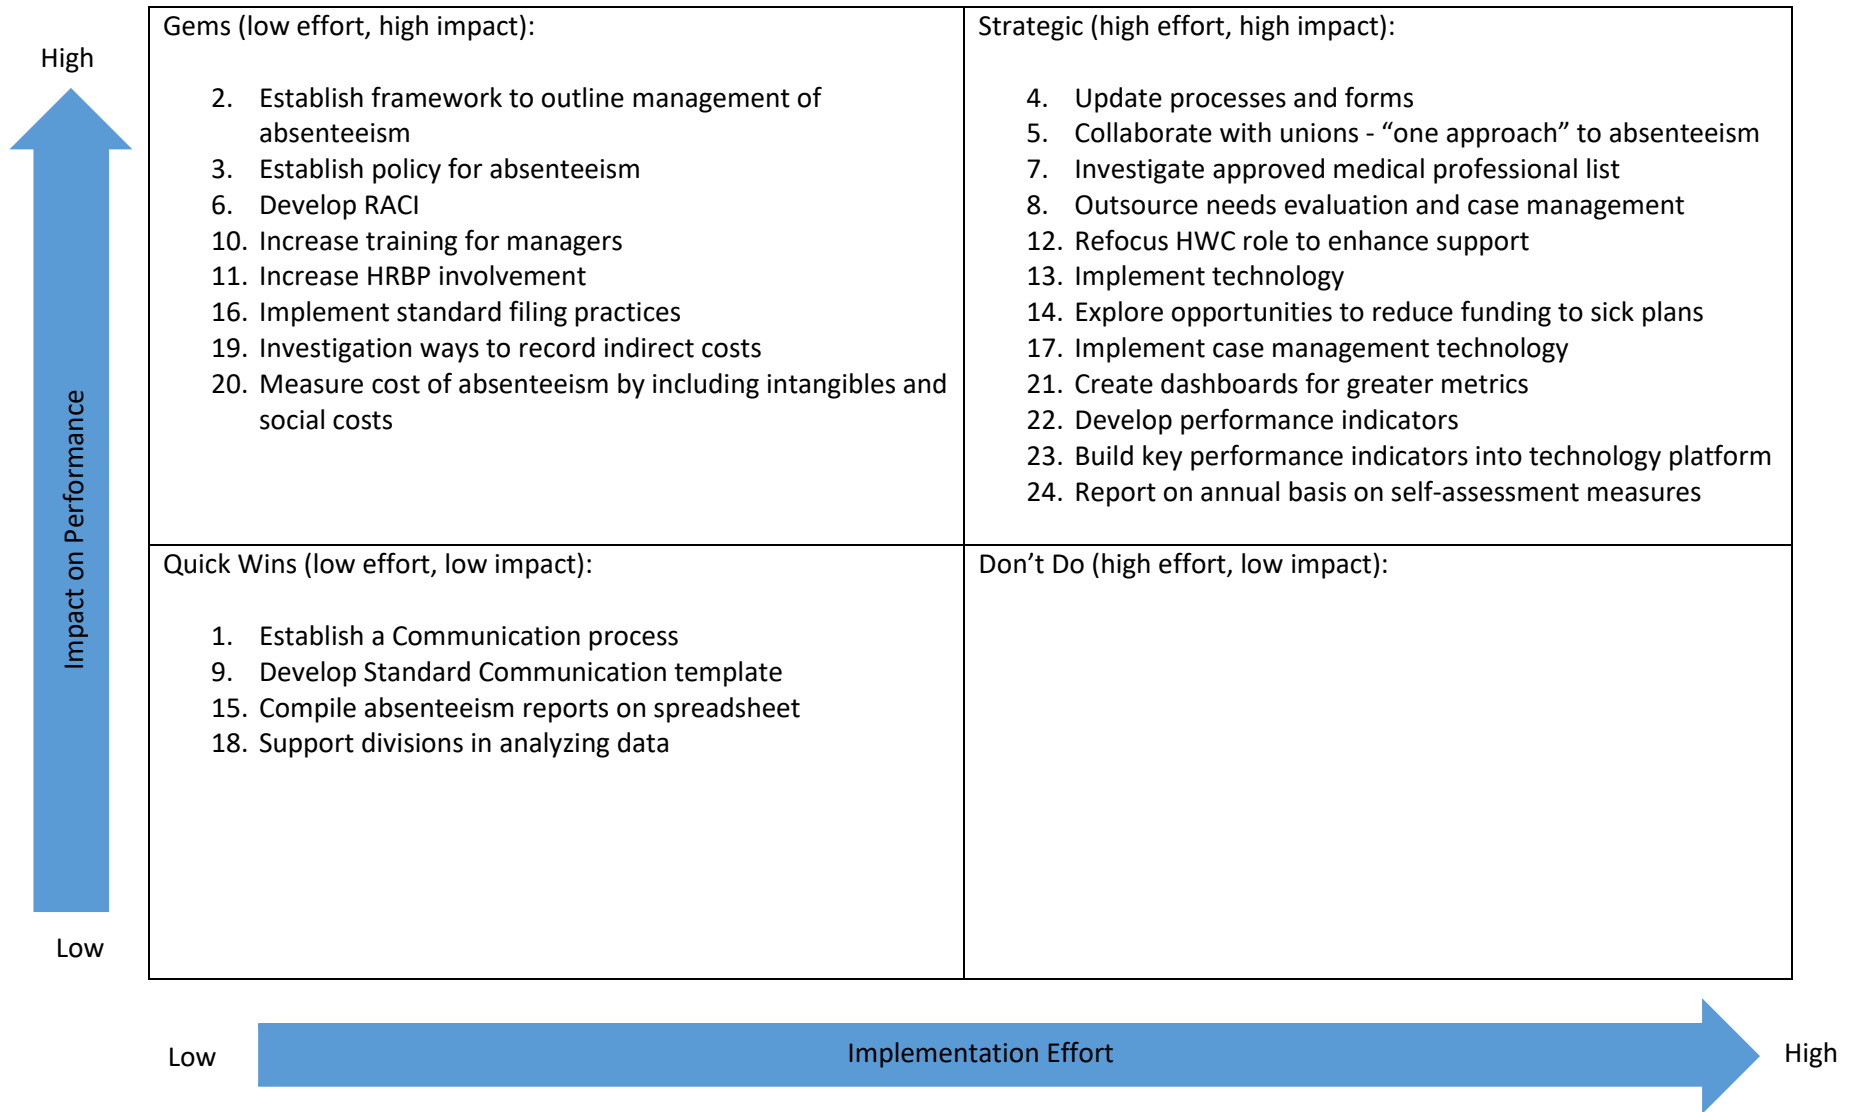 High
Gems (low effort, high impact):
2. Establish framework to outline management of
absenteeism
3. Establish policy for absenteeism
6. Develop RACI
10. Increase training for managers
11. Increase HRBP involvement
16. Implement standard filing practices
19. Investigation ways to record indirect costs
20. Measure cost of absenteeism by including intangibles and
social costs
Strategic (high effort, high impact):
4. Update processes and forms
5. Collaborate with unions - “one approach” to absenteeism
7. Investigate approved medical professional list
8. Outsource needs evaluation and case management
12. Refocus HWC role to enhance support
13. Implement technology
14. Explore opportunities to reduce funding to sick plans
17. Implement case management technology
21. Create dashboards for greater metrics
22. Develop performance indicators
23. Build key performance indicators into technology platform
24. Report on annual basis on self-assessment measures
Impact on Performance
Quick Wins (low effort, low impact):
1. Establish a Communication process
9. Develop Standard Communication template
15. Compile absenteeism reports on spreadsheet
18. Support divisions in analyzing data
Don’t Do (high effort, low impact):
Low
Low
Implementation Effort
High